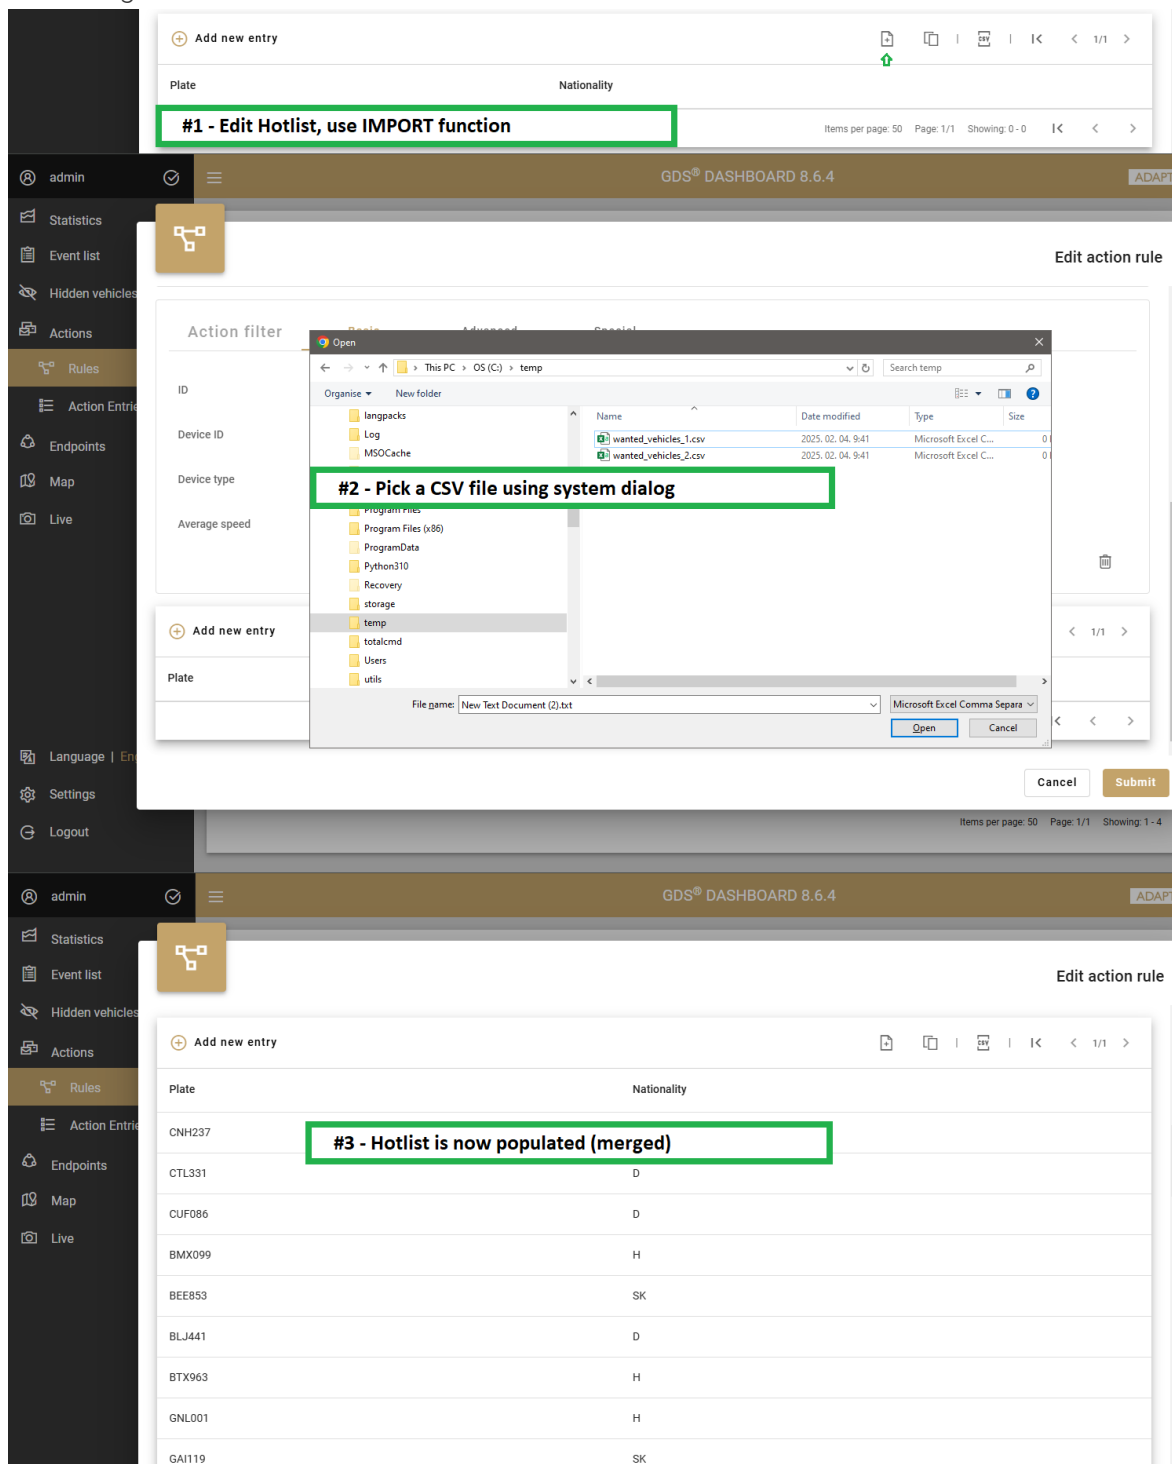 Add new entry
CSV
1/1
Plate Nationality
#1 - Edit Hotlist, use IMPORT function
Items per page: 50 Page: 1/1 Showing: 0 - 0
admin
GDS® DASHBOARD 8.6.4
ADAPT
Statistics
Event list
Edit action rule
Hidden vehicles
Actions
Action filter
Rules
Action Entrie
Endpoints
Map
Live
ID
Device ID
Device type
Average speed
Open
This PC > OS (C:) > temp
Search temp
Organise New folder
Name Date modified Type Size
langpacks
Log
MSOCache
wanted_vehicles_1.csv 2025. 02. 04. 9:41 Microsoft Excel C... 0
wanted_vehicles_2.csv 2025. 02. 04. 9:41 Microsoft Excel C... 0
#2 - Pick a CSV file using system dialog
Program Files
Program Files (x86)
ProgramData
Python310
Recovery
storage
temp
totalcmd
Users
utils
File name: New Text Document (2).txt
Microsoft Excel Comma Separa
Open Cancel
Add new entry
1/1
Plate
Language | En
Settings
Logout
Cancel Submit
Items per page: 50 Page: 1/1 Showing: 1 - 4
admin
GDS® DASHBOARD 8.6.4
ADAP
Statistics
Event list
Edit action rule
Hidden vehicles
Actions
Rules
Action Entrie
Endpoints
Map
Live
Add new entry
CSV
1/1
Plate Nationality
CNH237
#3 - Hotlist is now populated (merged)
CTL331 D
CUF086 D
BMX099 H
BEE853 SK
BLJ441 D
BTX963 H
GNL001 H
GAI119 SK